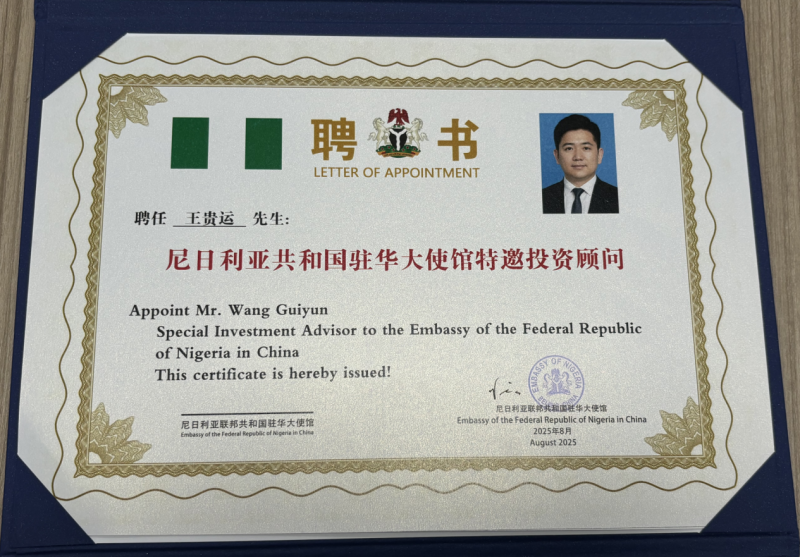 聘 书
LETTER OF APPOINTMENT
聘任 王贵运 先生:
尼日利亚共和国驻华大使馆特邀投资顾问
Appoint Mr. Wang Guiyun
Special Investment Advisor to the Embassy of the Federal Republic
of Nigeria in China
This certificate is hereby issued!
尼日利亚联邦共和国驻华大使馆
Embassy of the Federal Republic of Nigeria in China
EMBASSY OF NIGERIA
尼日利亚联邦共和国驻华大使馆
Embassy of the Federal Republic of Nigeria in China
2025年8月
August 2025